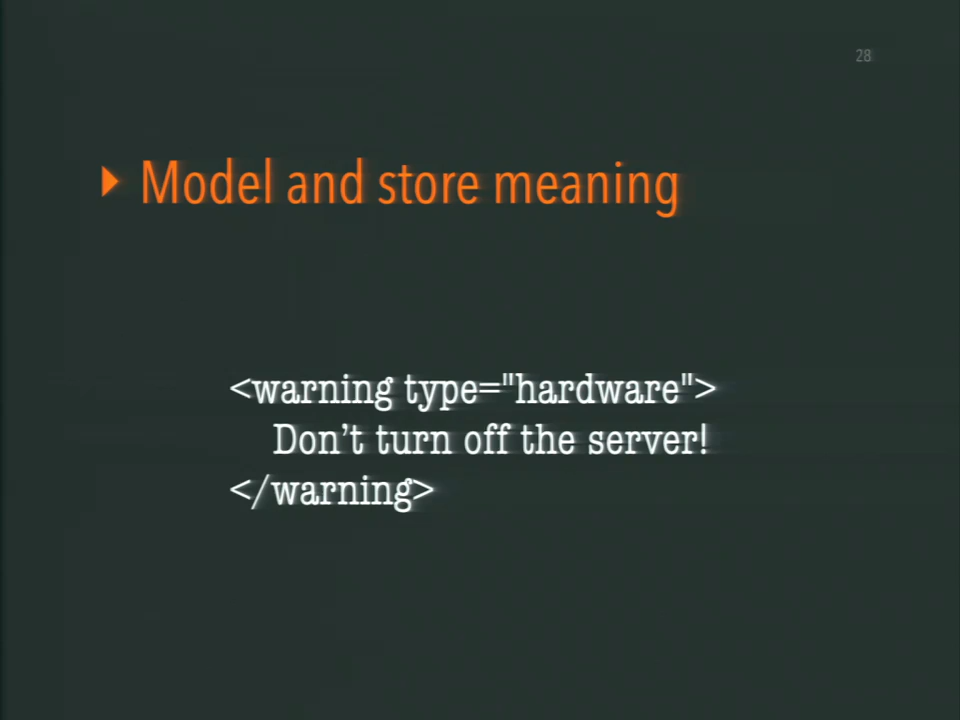 28
Model and store meaning
<warning type="hardware">
Don’t turn off the server!
</warning>